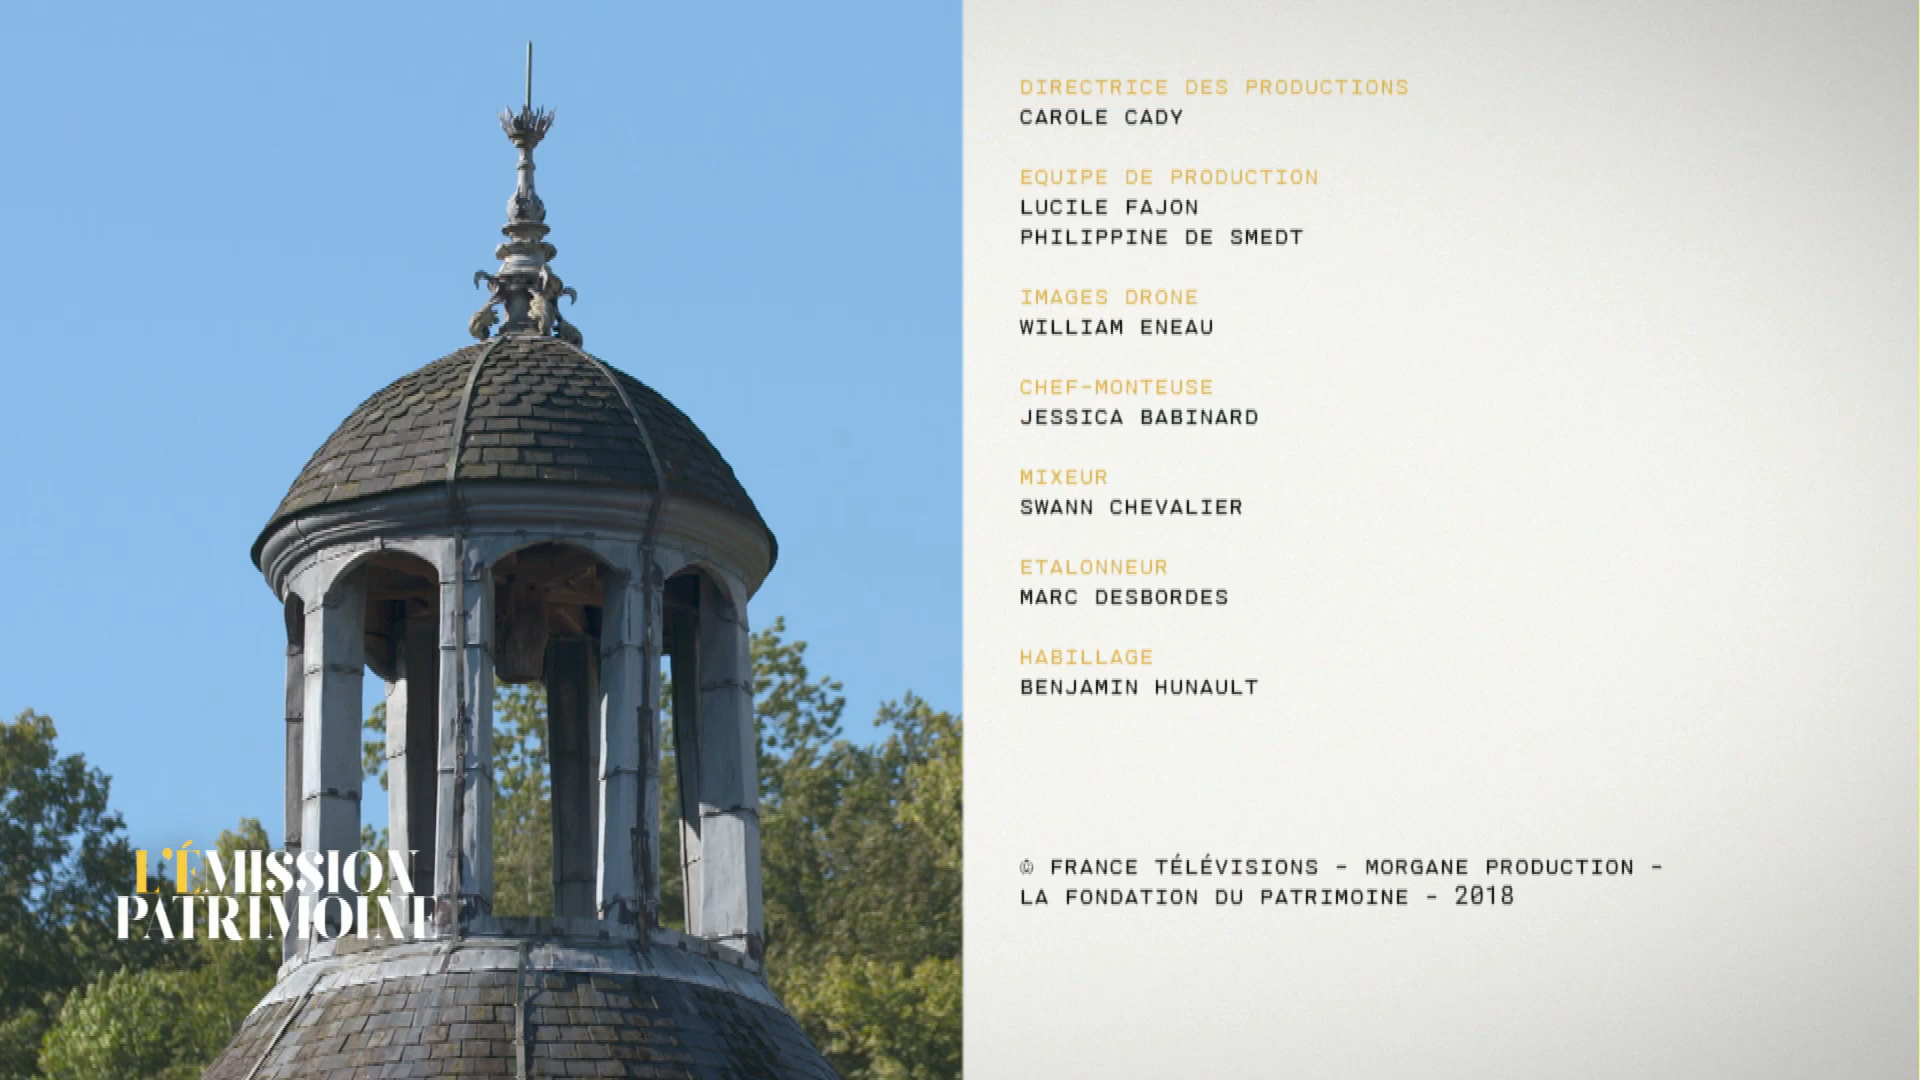 L'ÉMISSION
PATRIMOINE
DIRECTRICE DES PRODUCTIONS
CAROLE CADY
EQUIPE DE PRODUCTION
LUCILE FAJON
PHILIPPINE DE SMEDT
IMAGES DRONE
WILLIAM ENEAU
CHEF-MONTEUSE
JESSICA BABINARD
MIXEUR
SWANN CHEVALIER
ETALONNEUR
MARC DESBORDES
HABILLAGE
BENJAMIN HUNAULT
© FRANCE TÉLÉVISIONS - MORGANE PRODUCTION -
LA FONDATION DU PATRIMOINE - 2018